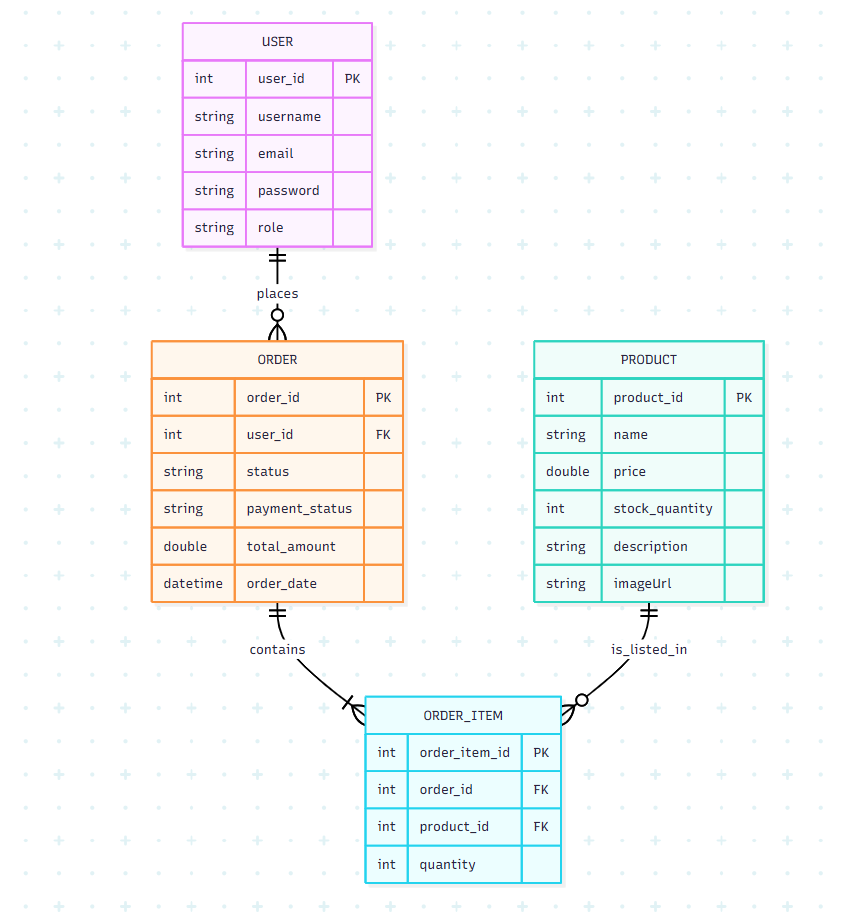 USER
int user_id PK
string username
string email
string password
string role
places
ORDER
int order_id PK
int user_id FK
string status
string payment_status
double total_amount
datetime order_date
PRODUCT
int product_id PK
string name
double price
int stock_quantity
string description
string imageUrl
contains
is_listed_in
ORDER_ITEM
int order_item_id PK
int order_id FK
int product_id FK
int quantity